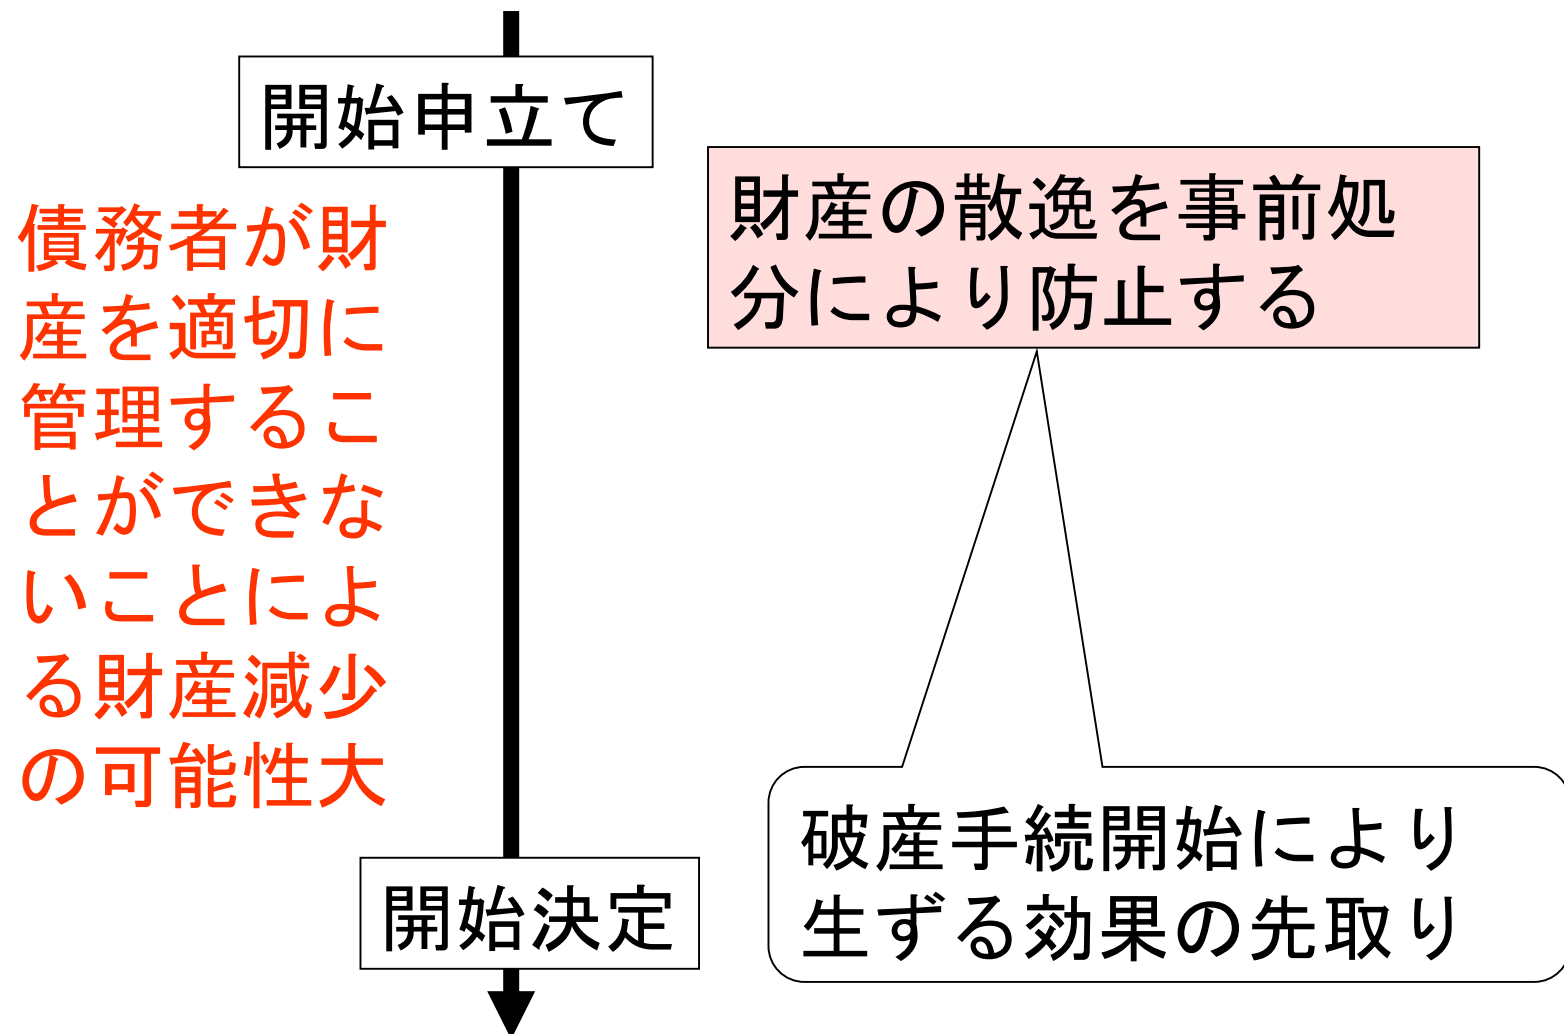 開始申立て
財産の散逸を事前処
分により防止する
債務者が財
産を適切に
管理するこ
とができな
いことによ
る財産減少
の可能性大
破産手続開始により
生ずる効果の先取り
開始決定